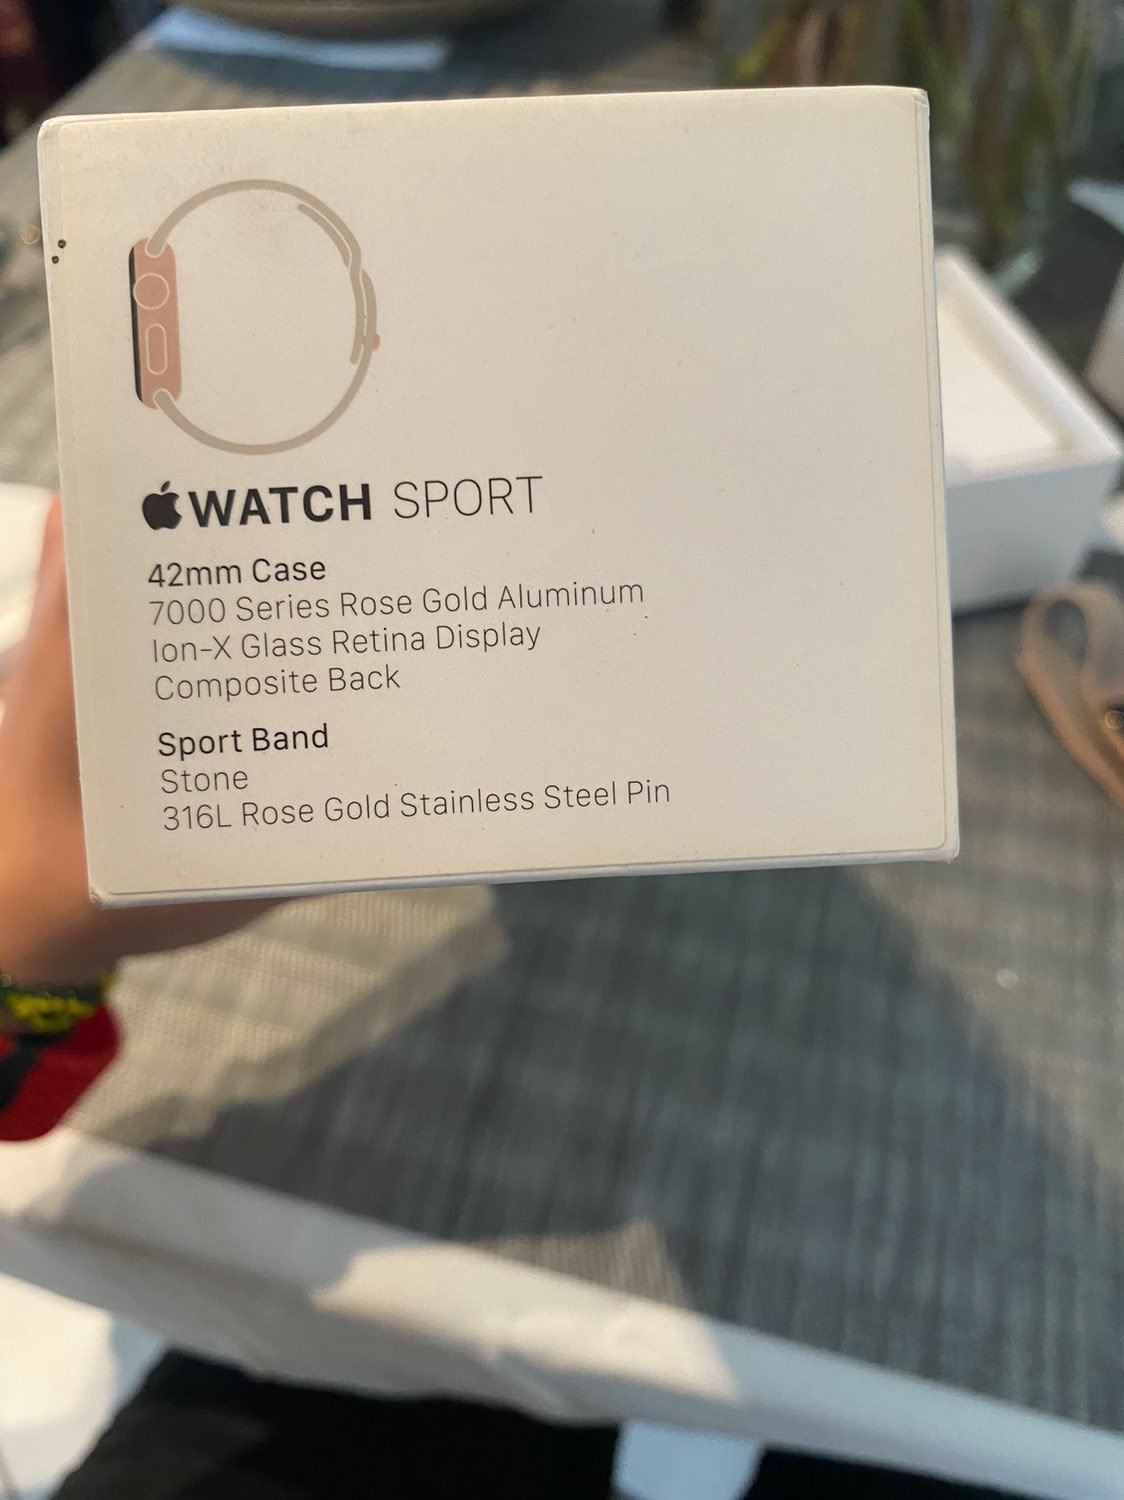 WATCH SPORT
42mm Case
7000 Series Rose Gold Aluminum
Ion-X Glass Retina Display
Composite Back
Sport Band
Stone
316L Rose Gold Stainless Steel Pin